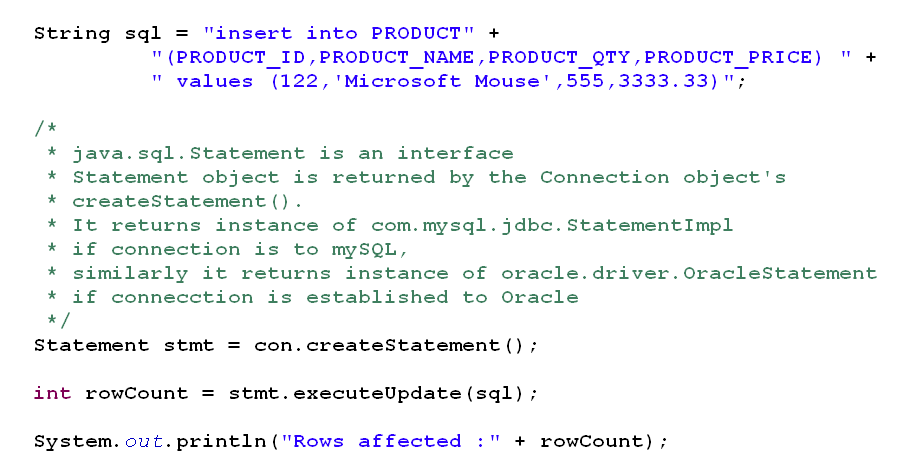 String sql = "insert into PRODUCT" +
"(PRODUCT_ID,PRODUCT_NAME,PRODUCT_QTY,PRODUCT_PRICE) " +
" values (122,'Microsoft Mouse',555,3333.33)";
/*
* java.sql.Statement is an interface
* Statement object is returned by the Connection object's
* createStatement().
* It returns instance of com.mysql.jdbc.StatementImpl
* if connection is to mySQL,
* similarly it returns instance of oracle.driver.OracleStatement
* if connecction is established to Oracle
*/
Statement stmt = con.createStatement();
int rowCount = stmt.executeUpdate(sql);
System.out.println("Rows affected :" + rowCount);